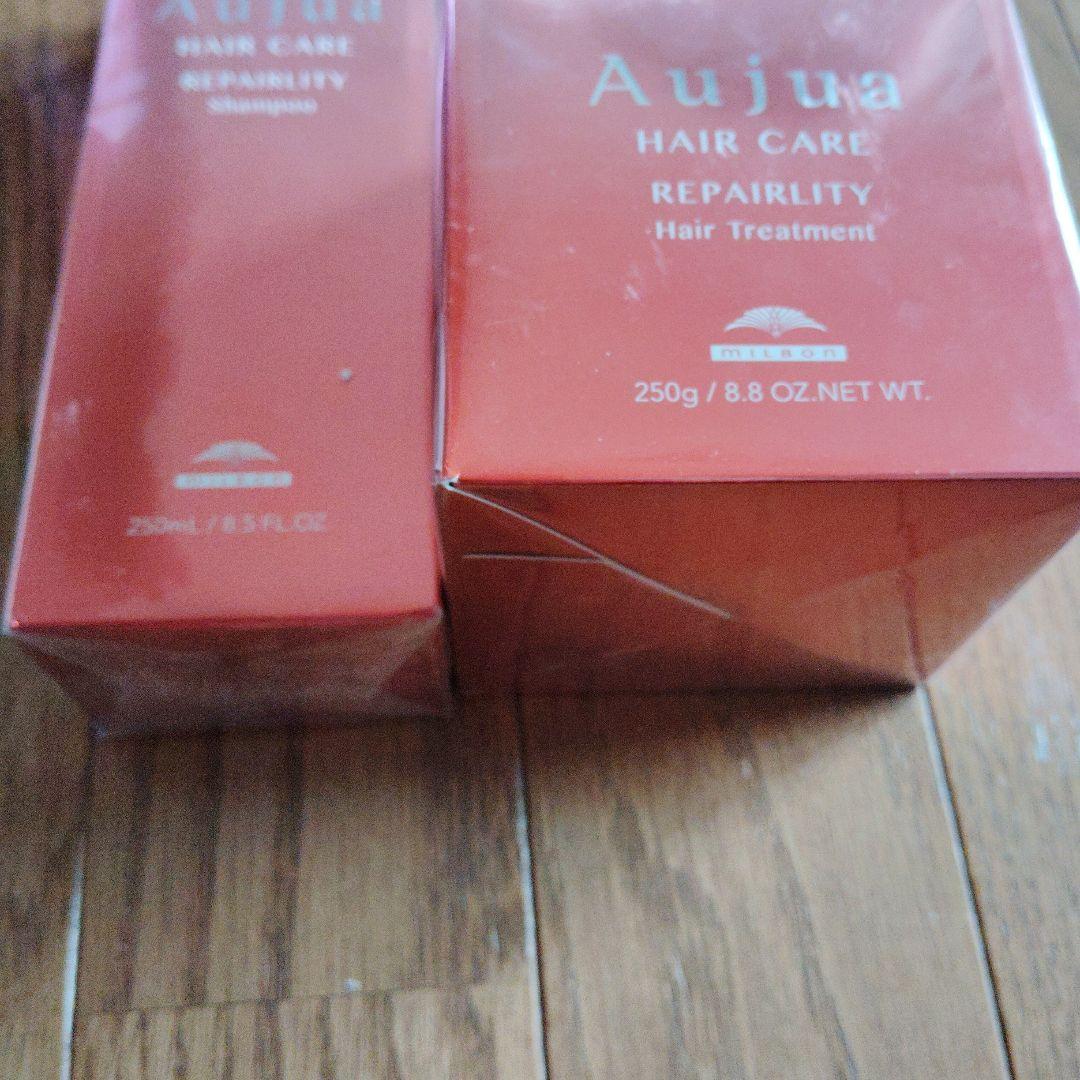 Aujua
HAIR CARE
REPAIRLITY
Shampoo
milbon
250mL / 8.5 FL.OZ
Aujua
HAIR CARE
REPAIRLITY
Hair Treatment
milbon
250g / 8.8 OZ.NET WT.